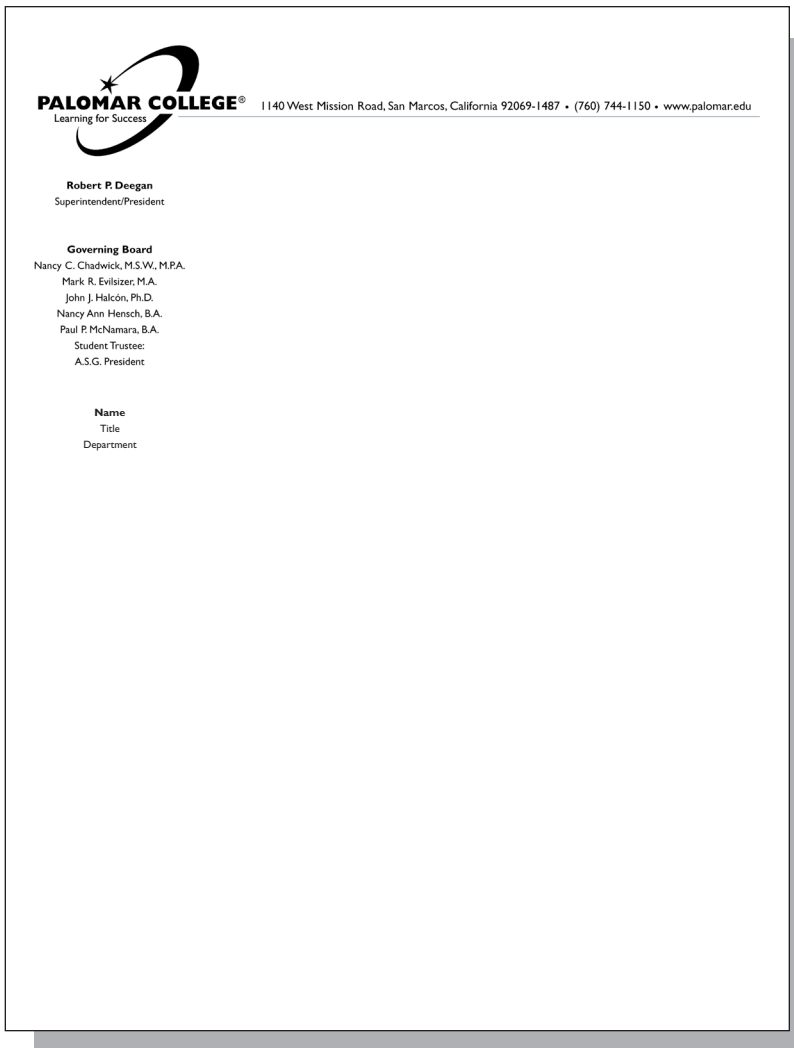 PALOMAR COLLEGE®
Learning for Success
1140 West Mission Road, San Marcos, California 92069-1487 • (760) 744-1150 • www.palomar.edu
Robert P. Deegan
Superintendent/President
Governing Board
Nancy C. Chadwick, M.S.W., M.P.A.
Mark R. Evilsizer, M.A.
John J. Halcón, Ph.D.
Nancy Ann Hensch, B.A.
Paul P. McNamara, B.A.
Student Trustee:
A.S.G. President
Name
Title
Department